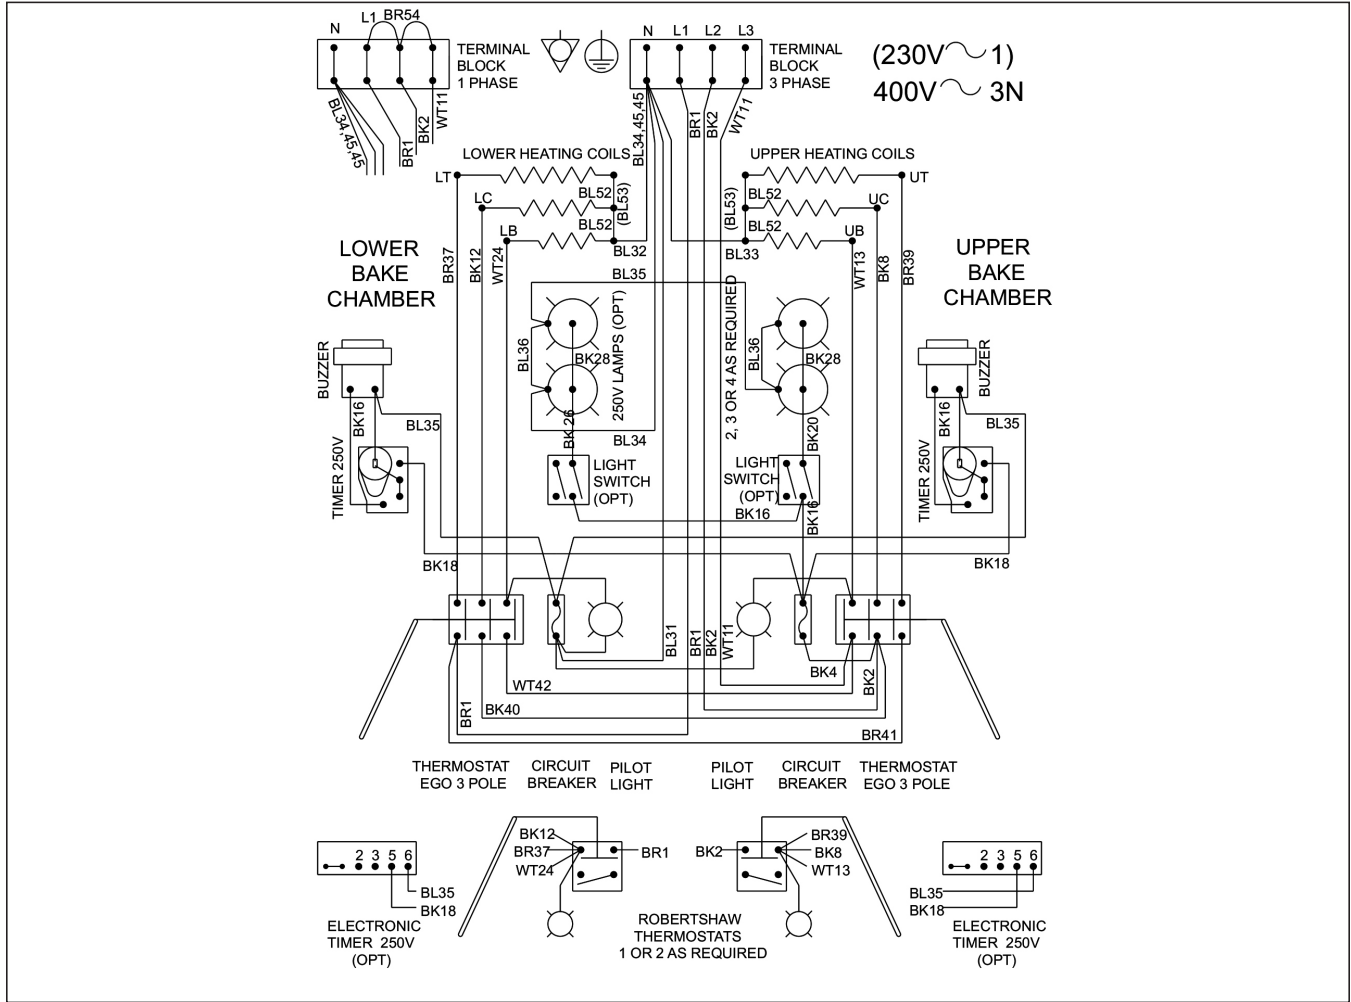 N
L1
BR54
TERMINAL
BLOCK
1 PHASE
BL34,45,45
BR1
BK2
WT11
N
L1
L2
L3
TERMINAL
BLOCK
3 PHASE
BL34,45,45
BR1
BK2
WT11
(230V 1)
400V 3N
LOWER HEATING COILS
UPPER HEATING COILS
LT
LC
LB
BL52
BL52
(BL53)
BL32
(BL53)
BL52
BL52
BL33
UT
UC
UB
LOWER
BAKE
CHAMBER
UPPER
BAKE
CHAMBER
BR37
BK12
WT24
WT13
BK8
BR39
BL35
BL36
BK28
250V LAMPS (OPT)
2, 3 OR 4 AS REQUIRED
BL36
BK28
BK 26
BL34
BK20
BUZZER
BK16
BL35
TIMER 250V
BUZZER
BK16
BL35
TIMER 250V
LIGHT
SWITCH
(OPT)
LIGHT
SWITCH
(OPT)
BK16
BK16
BK18
BK18
BL31
BR1
BK2
WT11
BK4
BK2
WT42
BR1
BK40
BR41
THERMOSTAT
EGO 3 POLE
CIRCUIT
BREAKER
PILOT
LIGHT
PILOT
LIGHT
CIRCUIT
BREAKER
THERMOSTAT
EGO 3 POLE
2 3 5 6
BL35
BK18
ELECTRONIC
TIMER 250V
(OPT)
BK12
BR37
WT24
BR1
BK2
BR39
BK8
WT13
ROBERTSHAW
THERMOSTATS
1 OR 2 AS REQUIRED
2 3 5 6
BL35
BK18
ELECTRONIC
TIMER 250V
(OPT)